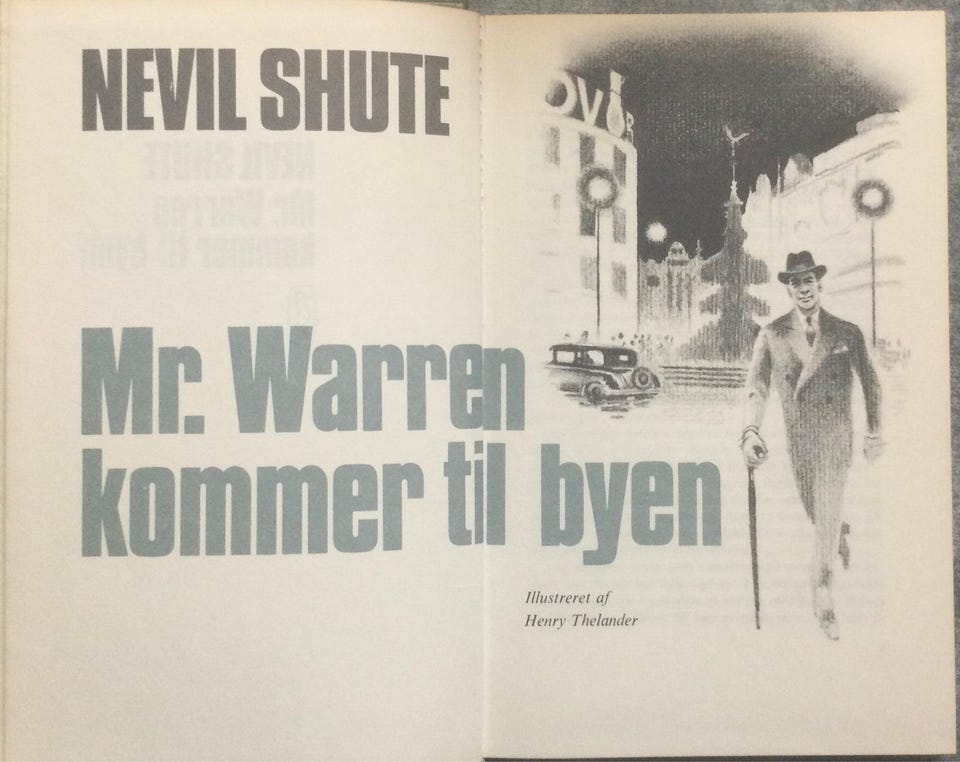 NEVIL SHUTE
Mr. Warren
kommer til byen
Illustreret af
Henry Thelander